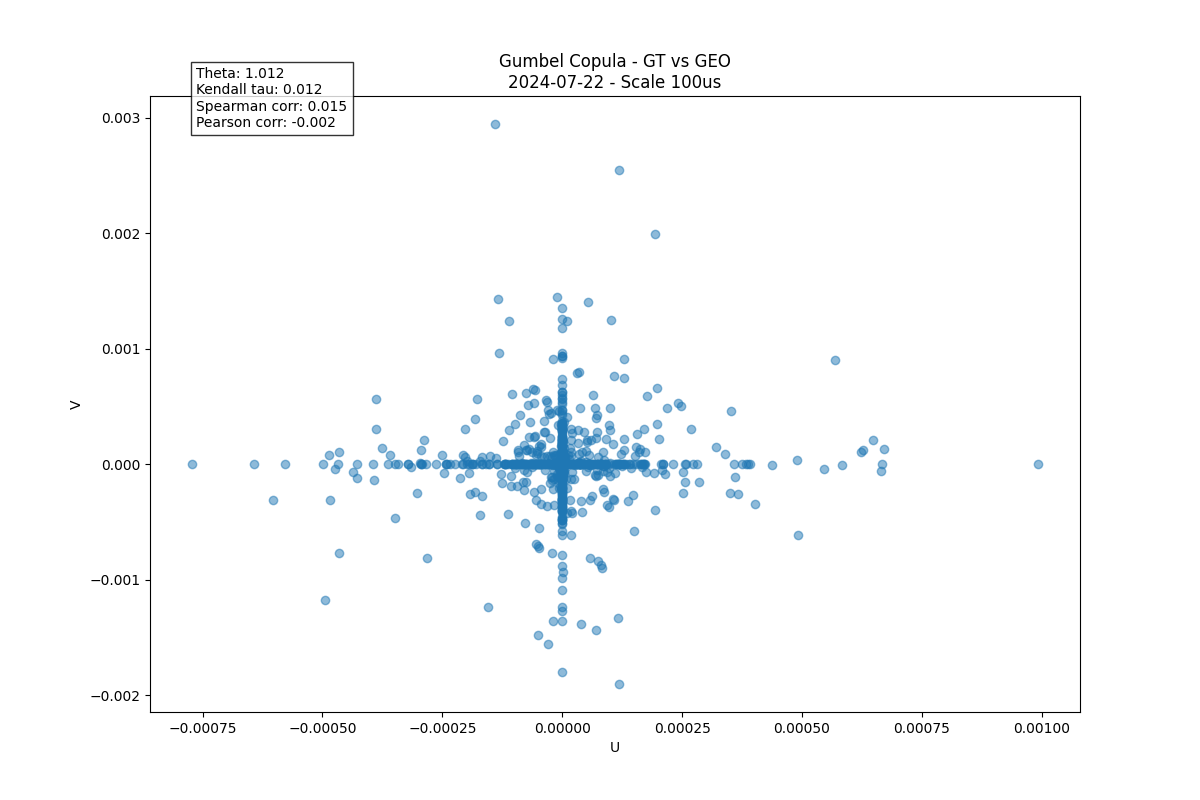 Gumbel Copula - GT vs GEO
2024-07-22 - Scale 100us
Theta: 1.012
Kendall tau: 0.012
Spearman corr: 0.015
Pearson corr: -0.002
0.003
0.002
0.001
0.000
−0.001
−0.002
V
−0.00075
−0.00050
−0.00025
0.00000
0.00025
0.00050
0.00075
0.00100
U